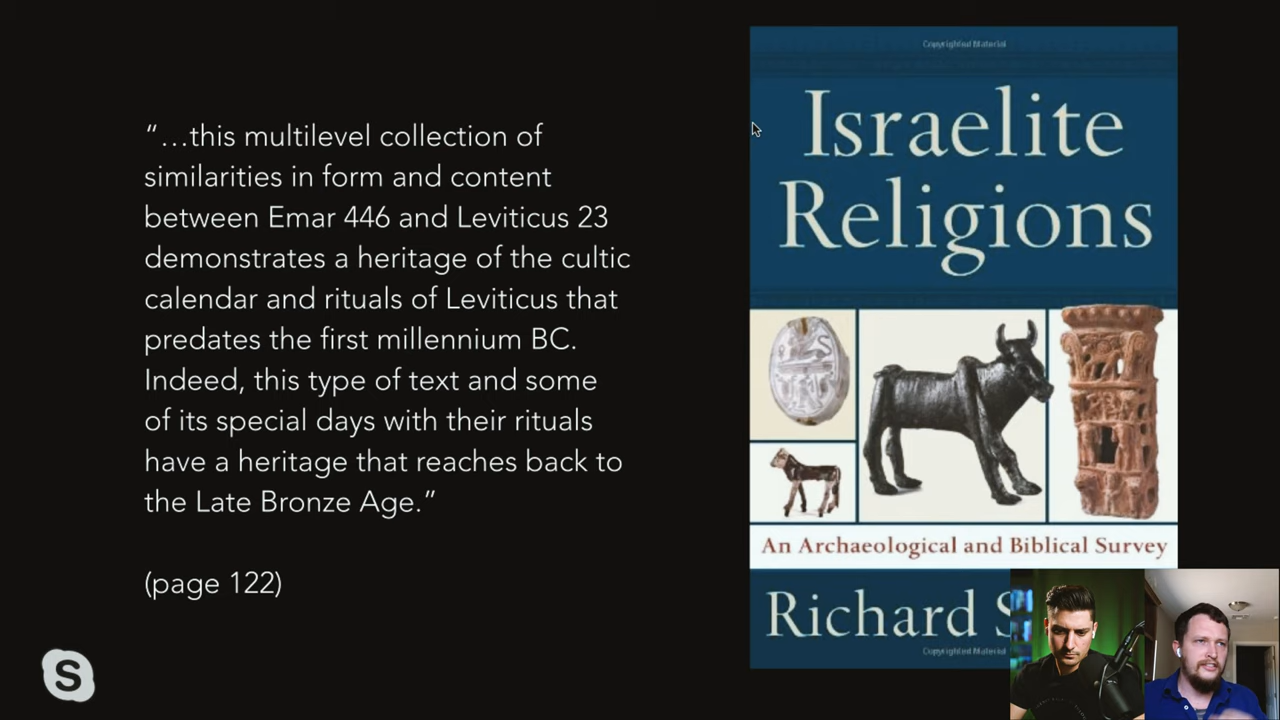 “…this multilevel collection of
similarities in form and content
between Emar 446 and Leviticus 23
demonstrates a heritage of the cultic
calendar and rituals of Leviticus that
predates the first millennium BC.
Indeed, this type of text and some
of its special days with their rituals
have a heritage that reaches back to
the Late Bronze Age.”
(page 122)
S
Copyrighted Material
Israelite
Religions
An Archaeological and Biblical Survey
Richard S
Copyrighted Material